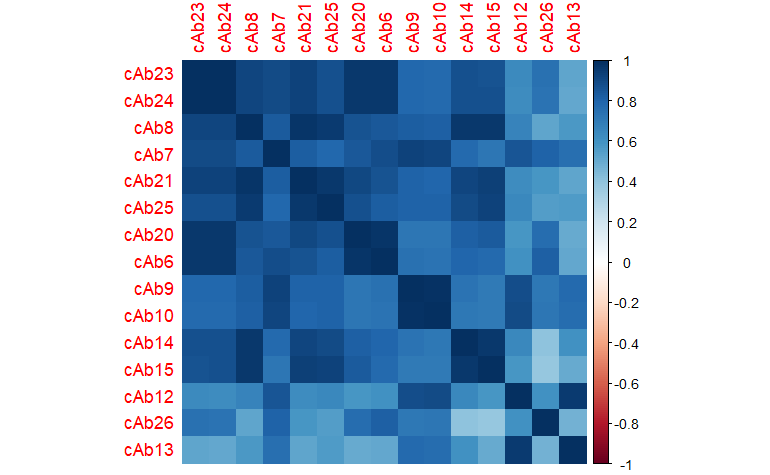 cAb23 cAb24 cAb8 cAb7 cAb21 cAb25 cAb20 cAb6 cAb9 cAb10 cAb14 cAb15 cAb12 cAb26 cAb13
cAb23
cAb24
cAb8
cAb7
cAb21
cAb25
cAb20
cAb6
cAb9
cAb10
cAb14
cAb15
cAb12
cAb26
cAb13
1
0.8
0.6
0.4
0.2
0
-0.2
-0.4
-0.6
-0.8
-1